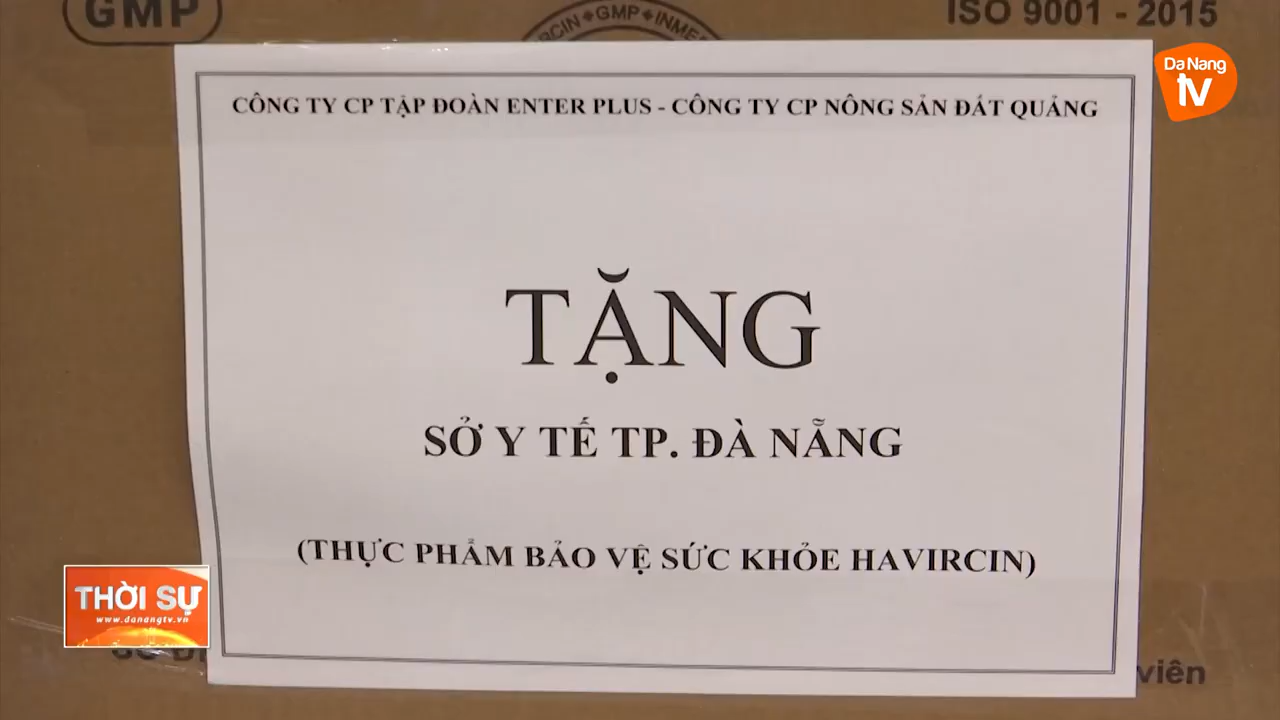 GMP
ISO 9001 - 2015
Da Nang
tv
CÔNG TY CP TẬP ĐOÀN ENTER PLUS - CÔNG TY CP NÔNG SẢN ĐẤT QUẢNG
TẶNG
SỞ Y TẾ TP. ĐÀ NẴNG
(THỰC PHẨM BẢO VỆ SỨC KHỎE HAVIRCIN)
THỜI SỰ
www.danangtv.vn
viên